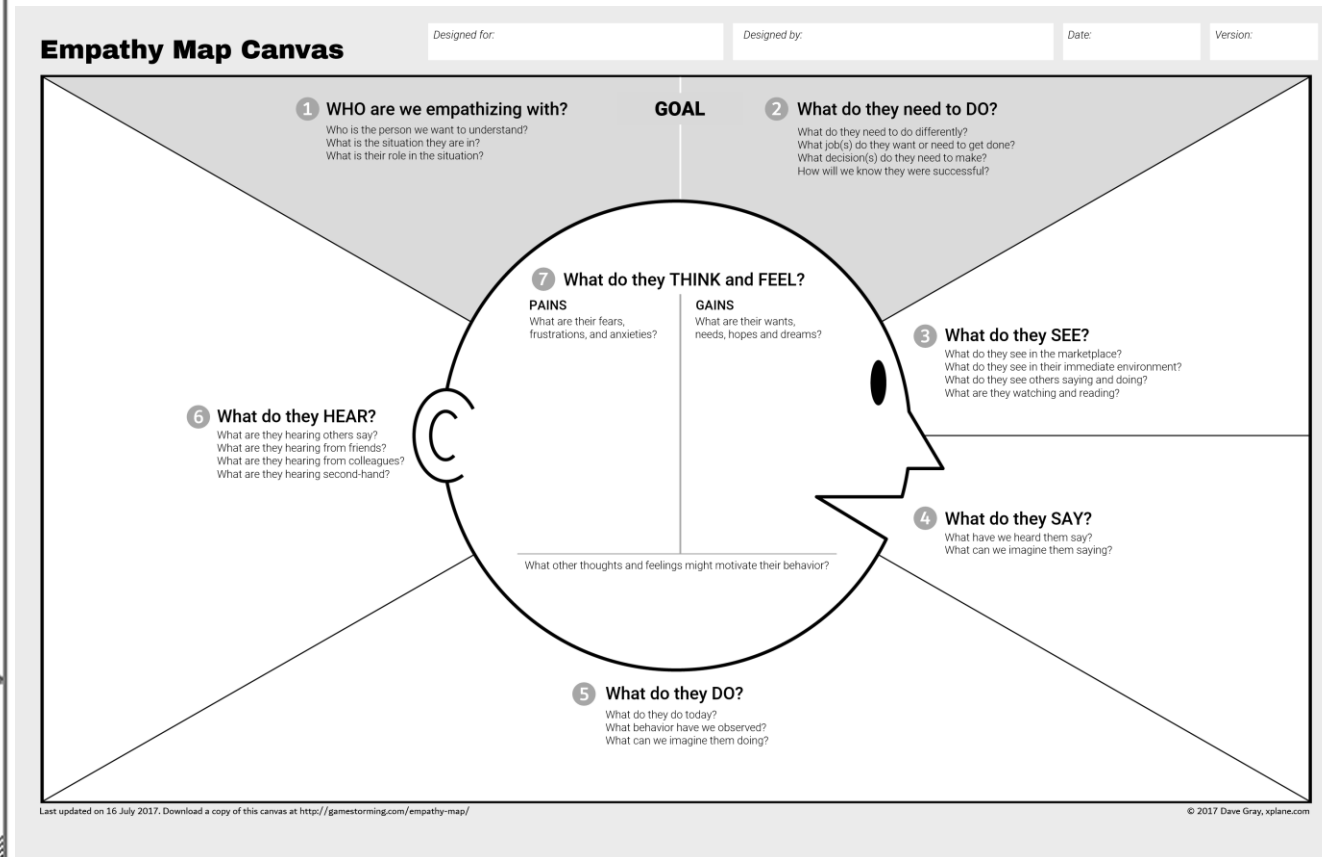 Empathy Map Canvas
Designed for:
Designed by:
Date:
Version:
1 WHO are we empathizing with?
Who is the person we want to understand?
What is the situation they are in?
What is their role in the situation?
GOAL
2 What do they need to DO?
What do they need to do differently?
What job(s) do they want or need to get done?
What decision(s) do they need to make?
How will we know they were successful?
3 What do they SEE?
What do they see in the marketplace?
What do they see in their immediate environment?
What do they see others saying and doing?
What are they watching and reading?
4 What do they SAY?
What have we heard them say?
What can we imagine them saying?
5 What do they DO?
What do they do today?
What behavior have we observed?
What can we imagine them doing?
6 What do they HEAR?
What are they hearing others say?
What are they hearing from friends?
What are they hearing from colleagues?
What are they hearing second-hand?
7 What do they THINK and FEEL?
PAINS
What are their fears,
frustrations, and anxieties?
GAINS
What are their wants,
needs, hopes and dreams?
What other thoughts and feelings might motivate their behavior?
Last updated on 16 July 2017. Download a copy of this canvas at http://gamestorming.com/empathy-map/
© 2017 Dave Gray, xplane.com